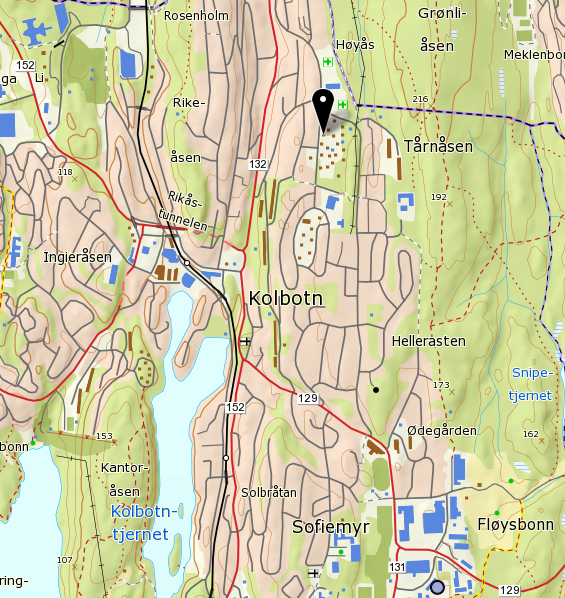 Rosenholm
Grønli-
åsen
Høyås
Meklenbor
152
ga
Li
Rike-
216
åsen
Tårnåsen
118
132
Rikås-
tunnelen
192
Ingieråsen
Kolbotn
Hellerasten
Snipe-
tjernet
173
129
152
153
Ødegården
162
bonn
Kantor-
åsen
Solbråtan
Kolbotn-
tjernet
Sofiemyr
Fløysbonn
107
131
ring-
129